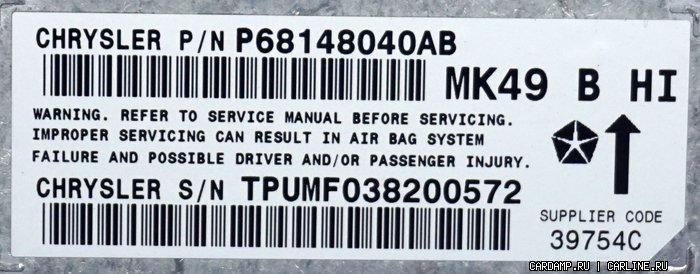 CHRYSLER P/N P68148040AB
MK49 B HI
WARNING. REFER TO SERVICE MANUAL BEFORE SERVICING.
IMPROPER SERVICING CAN RESULT IN AIR BAG SYSTEM
FAILURE AND POSSIBLE DRIVER AND/OR PASSENGER INJURY.
CHRYSLER S/N TPUMF038200572
SUPPLIER CODE
39754C
CARDAMP.RU | CARLINE.RU